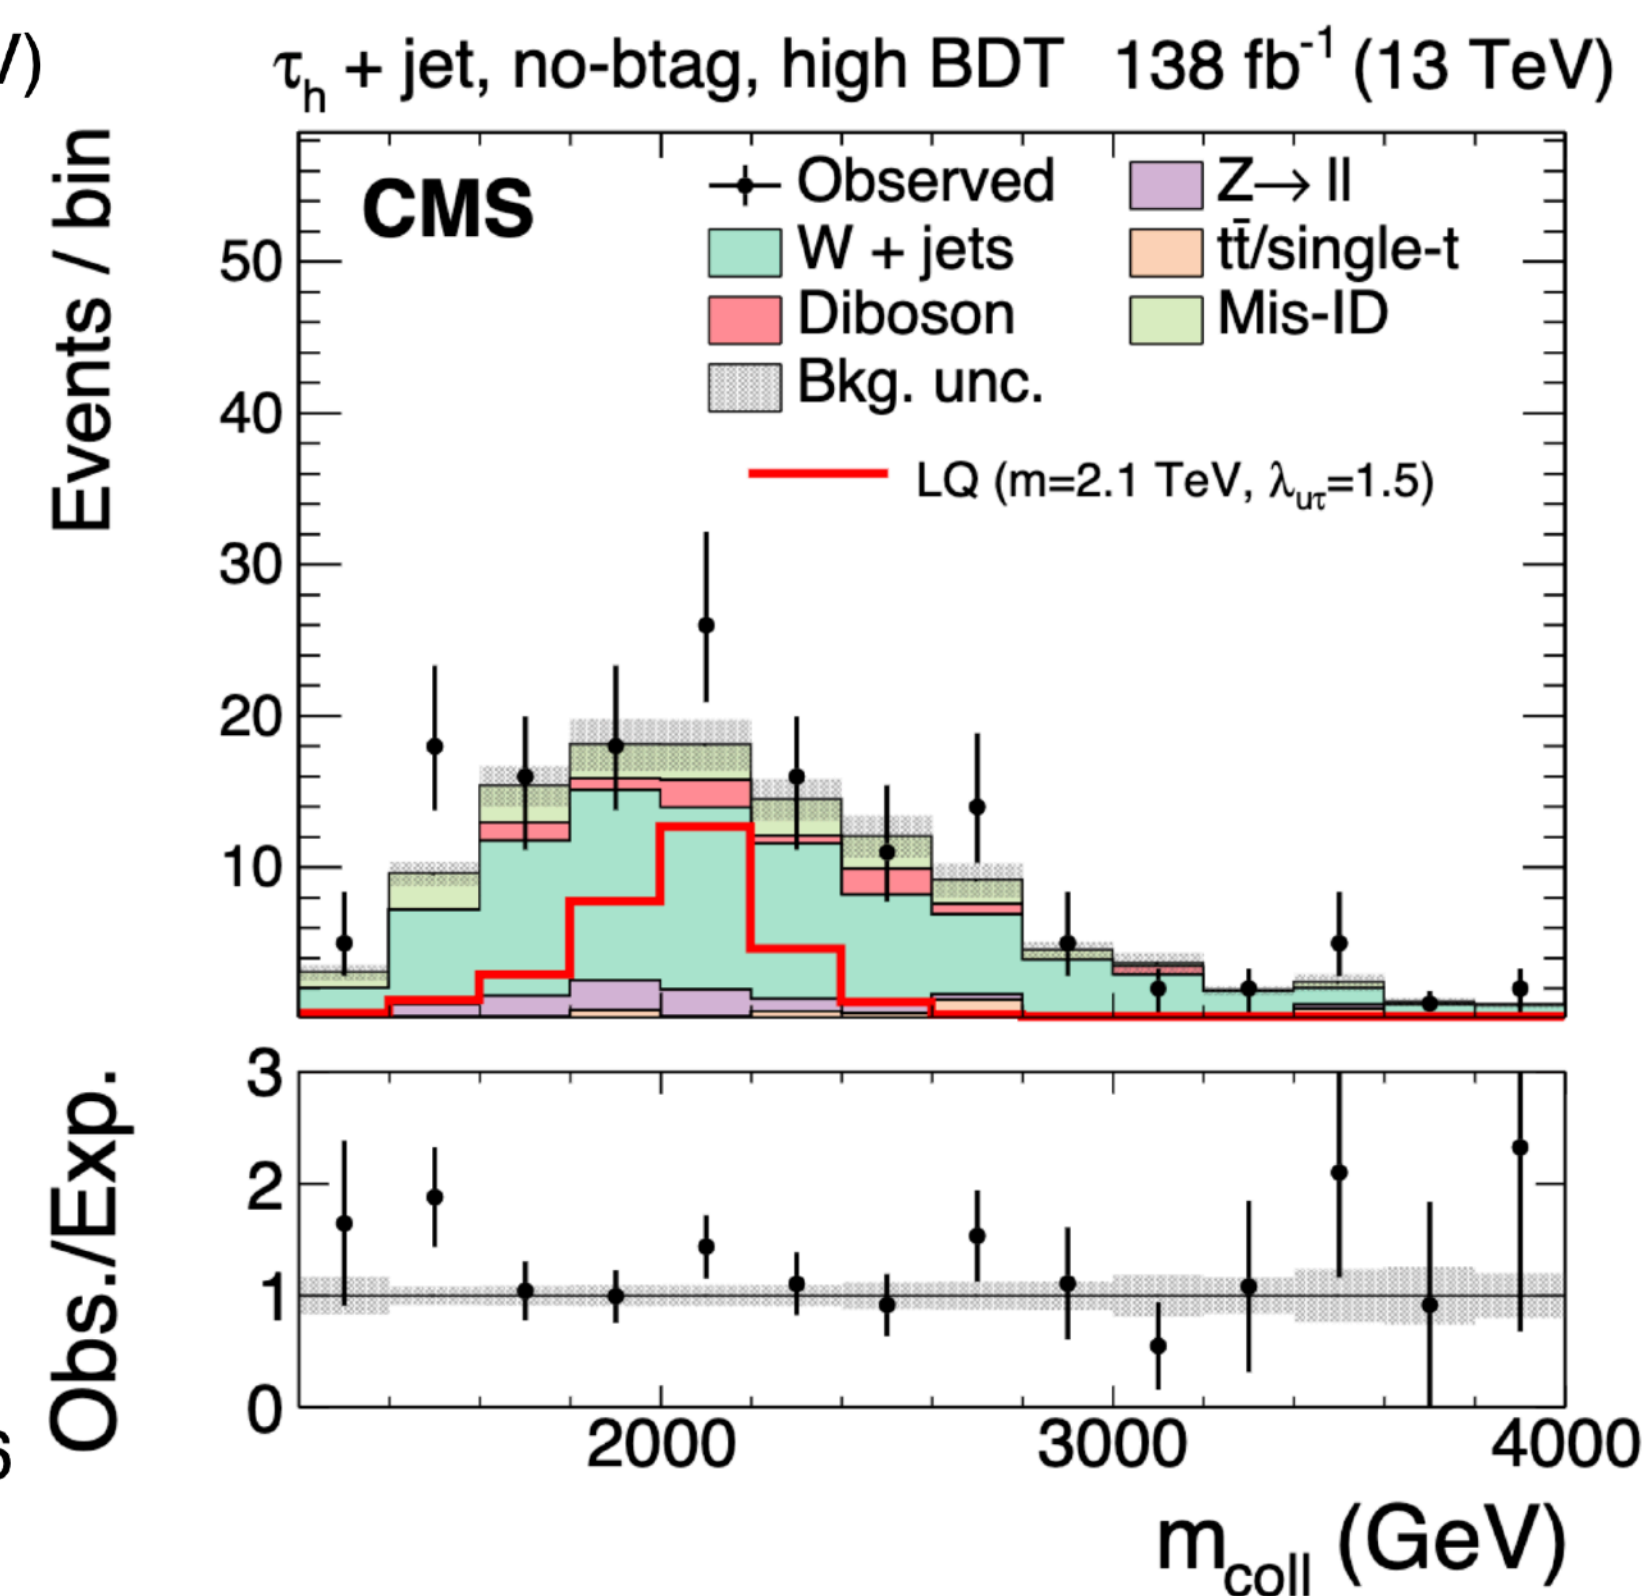 V)
τh + jet, no-btag, high BDT 138 fb-1 (13 TeV)
Events / bin
CMS
Observed
Z→ ll
W + jets
tt̄/single-t
Diboson
Mis-ID
Bkg. unc.
LQ (m=2.1 TeV, λuτ=1.5)
50
40
30
20
10
Obs./Exp.
3
2
1
0
2000
3000
4000
mcoll (GeV)